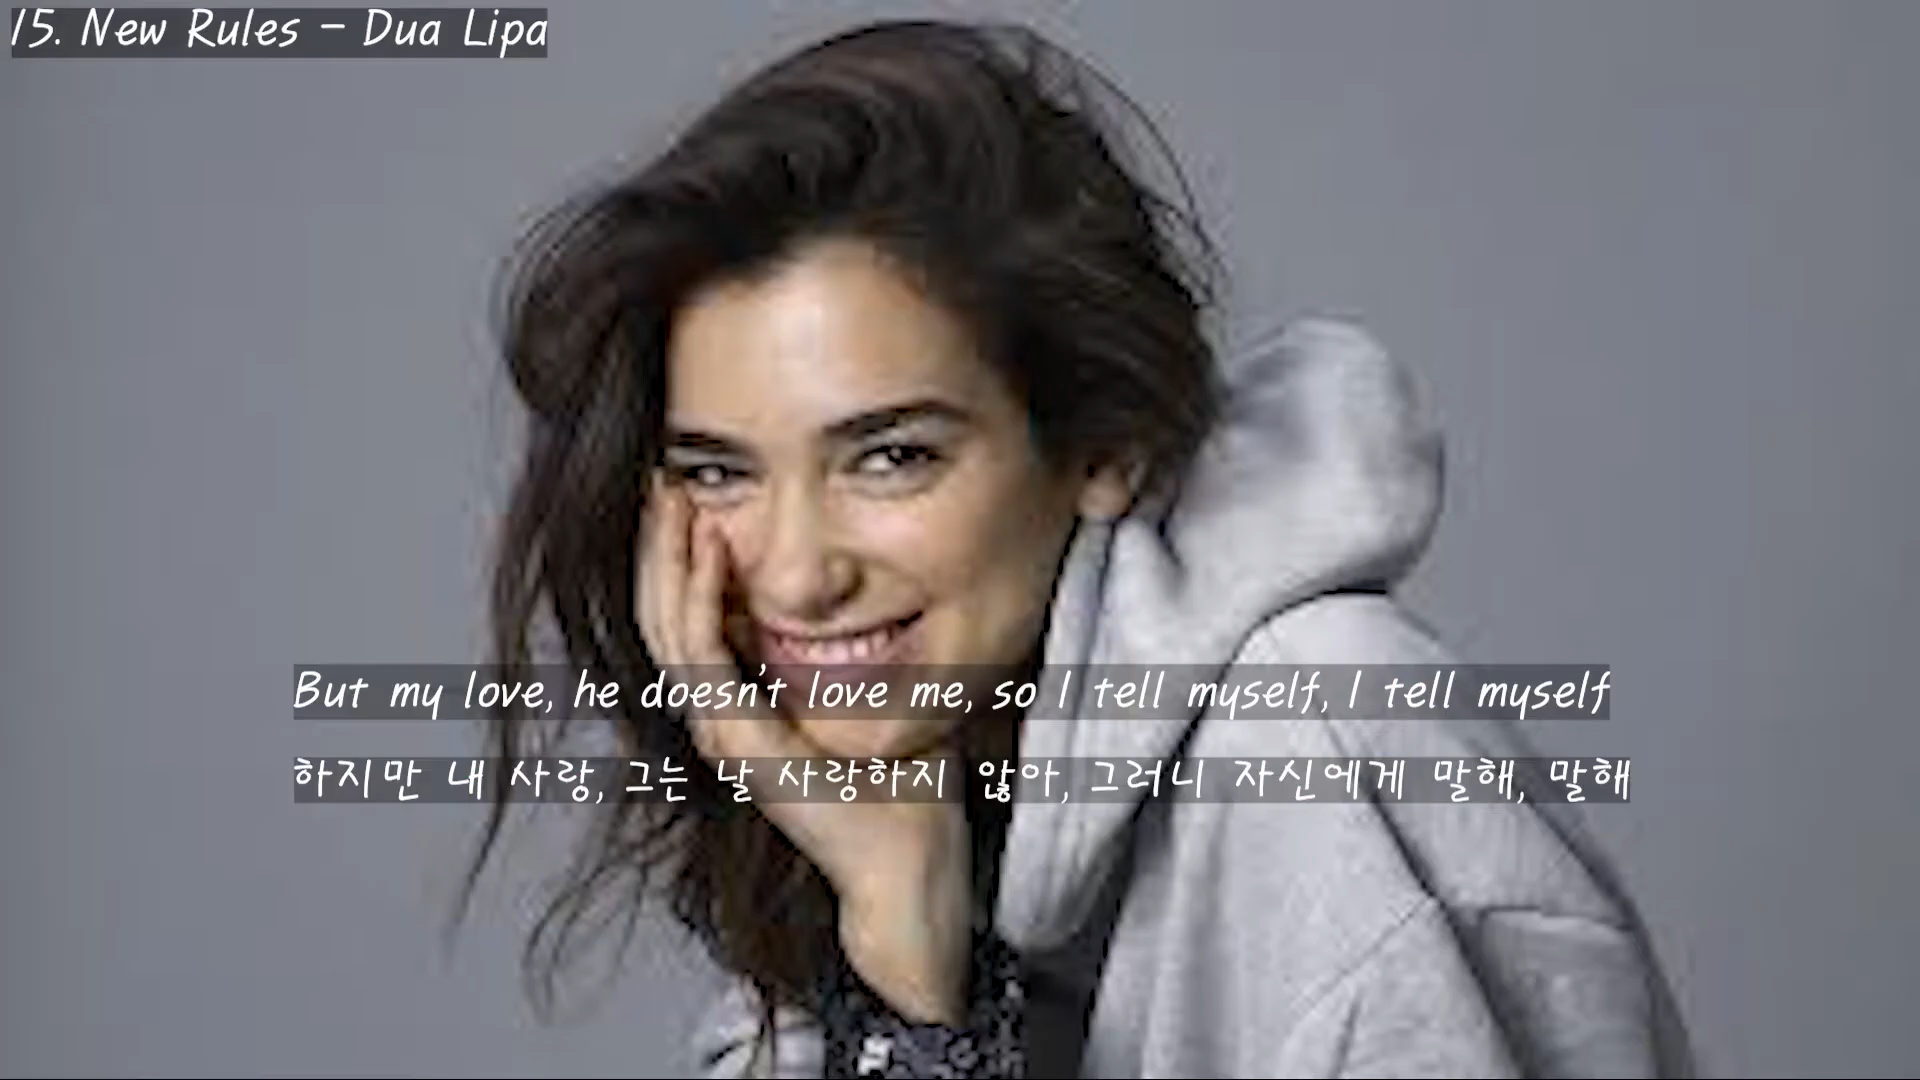 15. New Rules - Dua Lipa
But my love, he doesn't love me, so I tell myself, I tell myself
하지만 내 사랑, 그는 날 사랑하지 않아, 그러니 자신에게 말해, 말해